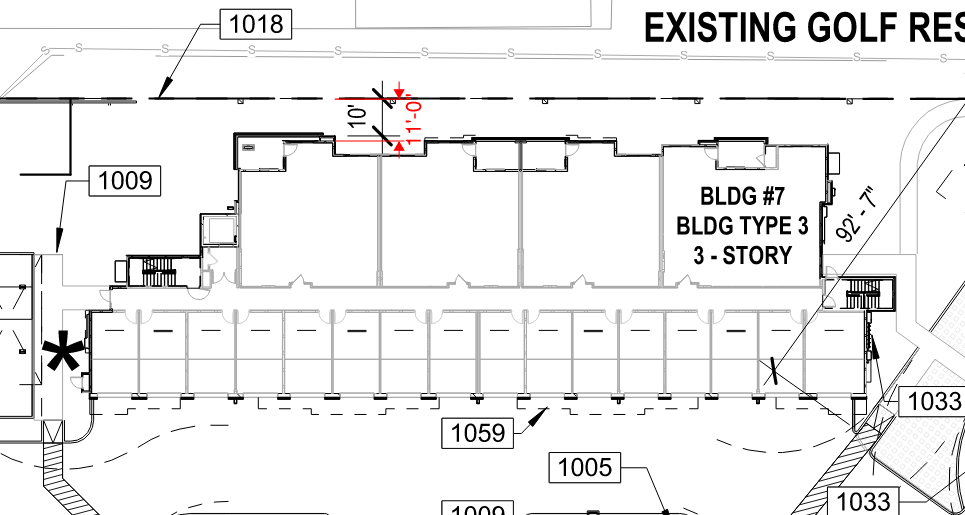 1018
EXISTING GOLF RES
S S S S S S S S S S S
10'
11'-0"
1009
BLDG #7
BLDG TYPE 3
3 - STORY
92' - 7"
1033
1059
1005
1009
1033